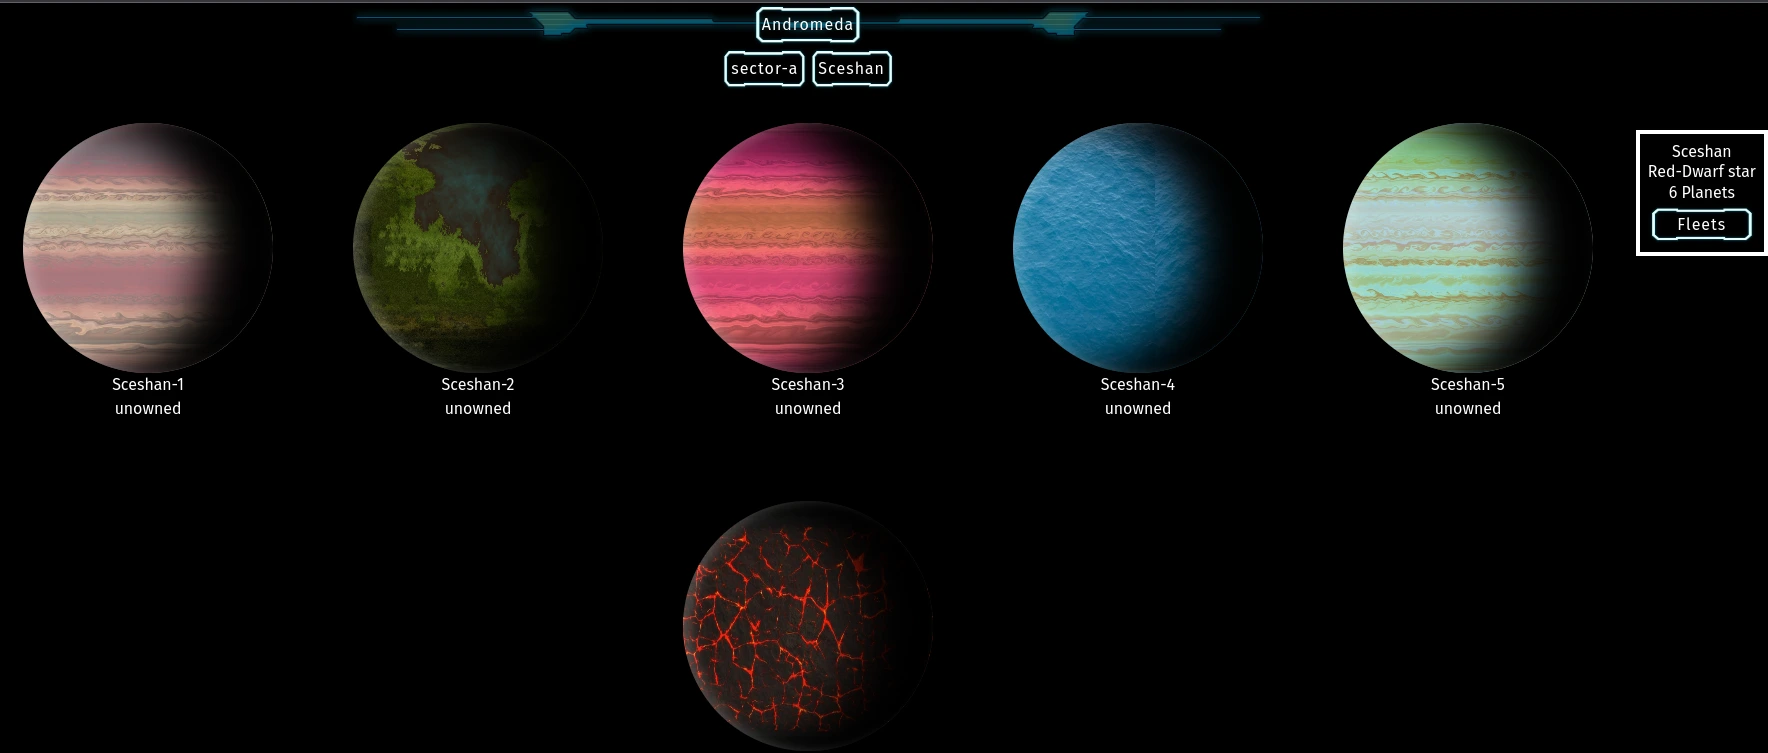 Andromeda
sector-a Sceshan
Sceshan
Red-Dwarf star
6 Planets
Fleets
Sceshan-1
unowned
Sceshan-2
unowned
Sceshan-3
unowned
Sceshan-4
unowned
Sceshan-5
unowned